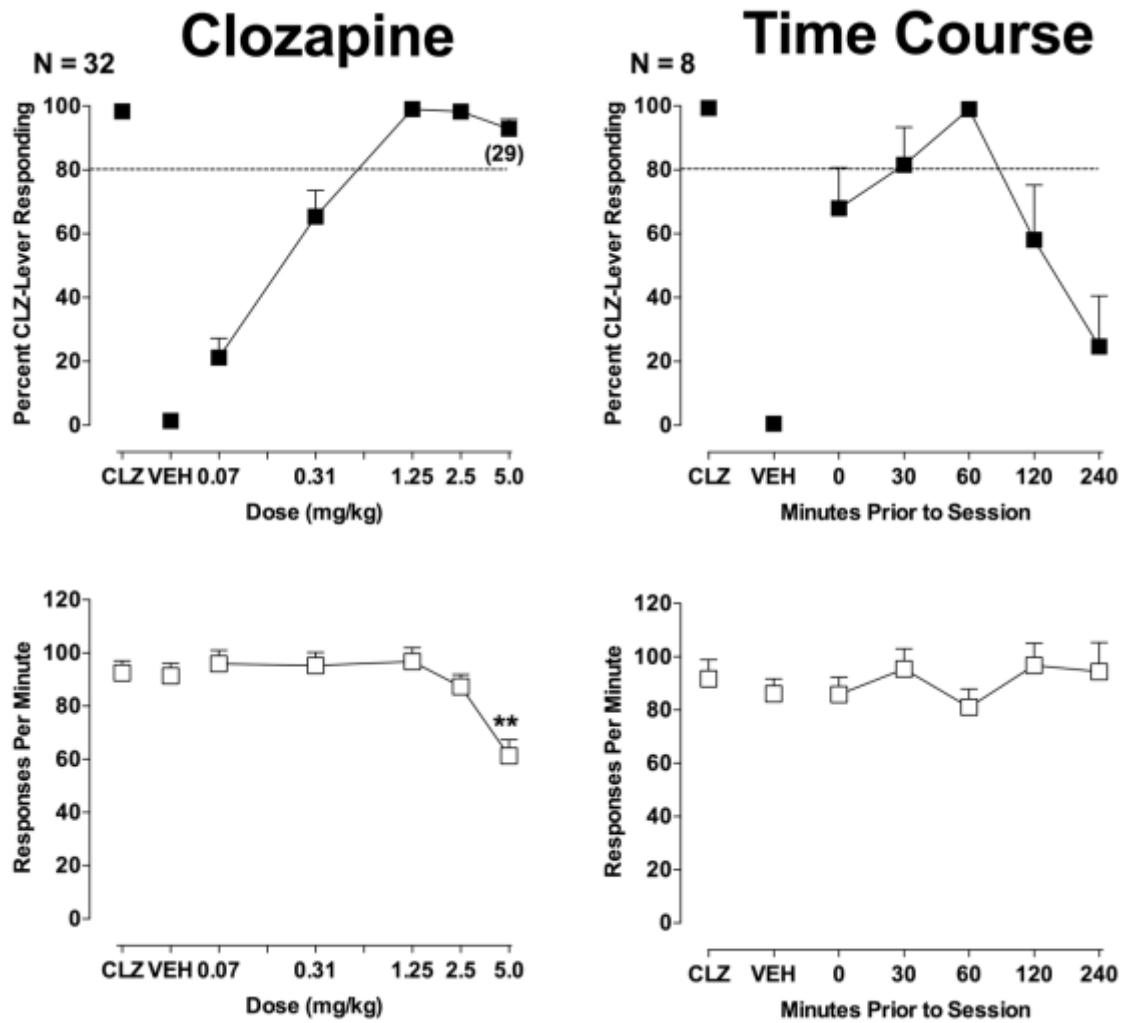 Clozapine
N = 32
Percent CLZ-Lever Responding
100
80
60
40
20
0
(29)
CLZ VEH 0.07 0.31 1.25 2.5 5.0
Dose (mg/kg)
Time Course
N = 8
Percent CLZ-Lever Responding
100
80
60
40
20
0
CLZ VEH 0 30 60 120 240
Minutes Prior to Session
Responses Per Minute
120
100
80
60
40
20
0
**
CLZ VEH 0.07 0.31 1.25 2.5 5.0
Dose (mg/kg)
Responses Per Minute
120
100
80
60
40
20
0
CLZ VEH 0 30 60 120 240
Minutes Prior to Session